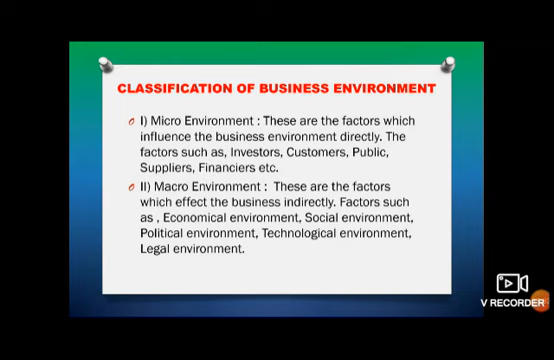 CLASSIFICATION OF BUSINESS ENVIRONMENT
I) Micro Environment : These are the factors which
influence the business environment directly. The
factors such as, Investors, Customers, Public,
Suppliers, Financiers etc.
II) Macro Environment : These are the factors
which effect the business indirectly. Factors such
as , Economical environment, Social environment,
Political environment, Technological environment,
Legal environment.
V RECORDER